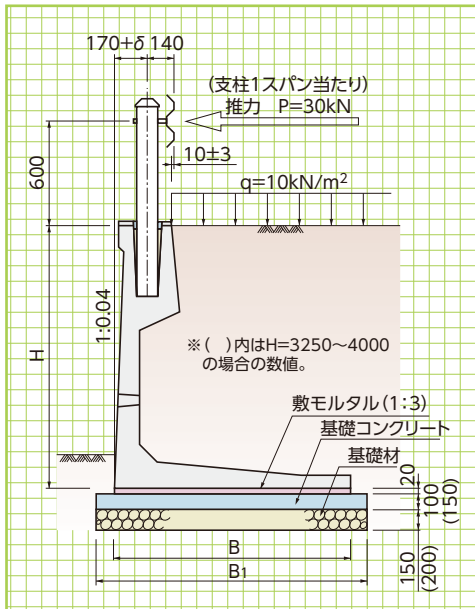 170+δ 140
(支柱1スパン当たり)
推力 P=30kN
10±3
600
q=10kN/m²
1:0.04
H
※( )内はH=3250〜4000
の場合の数値。
敷モルタル(1:3)
基礎コンクリート
基礎材
20
100
(150)
150
(200)
B
B1